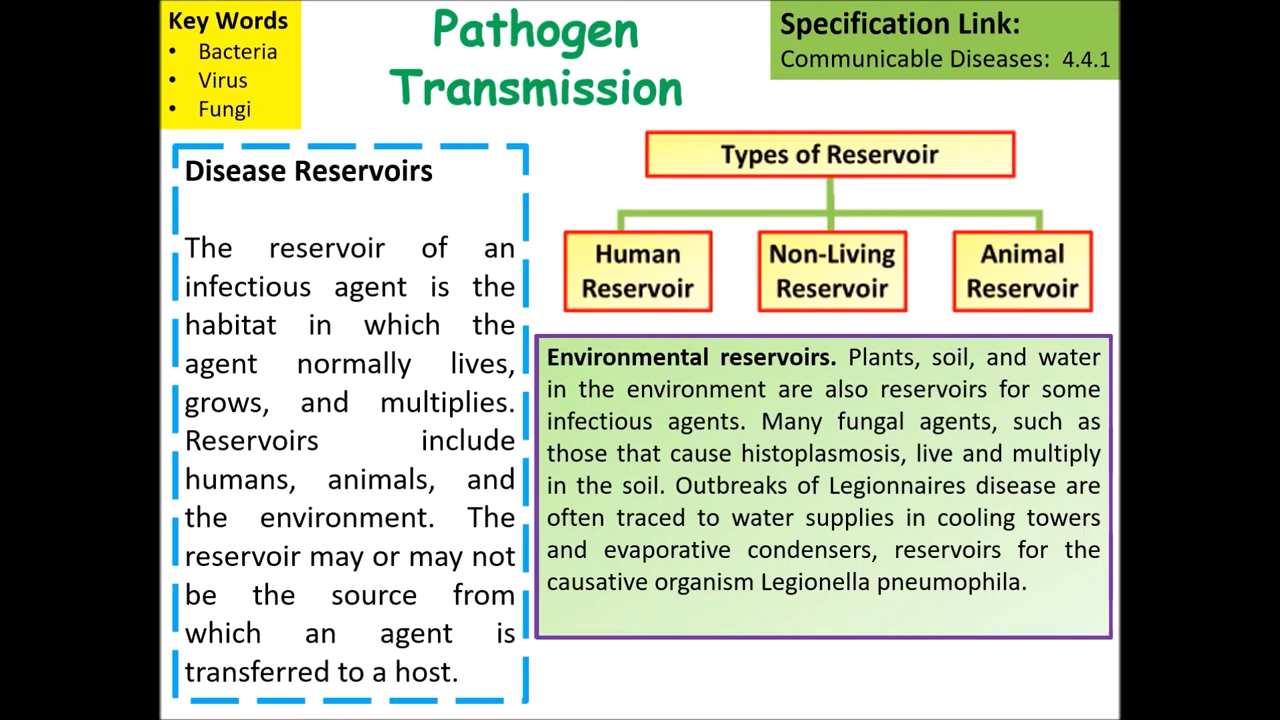 Key Words
• Bacteria
• Virus
• Fungi
Pathogen
Transmission
Specification Link:
Communicable Diseases: 4.4.1
Disease Reservoirs
The reservoir of an
infectious agent is the
habitat in which the
agent normally lives,
grows, and multiplies.
Reservoirs include
humans, animals, and
the environment. The
reservoir may or may not
be the source from
which an agent is
transferred to a host.
Types of Reservoir
Human
Reservoir
Non-Living
Reservoir
Animal
Reservoir
Environmental reservoirs. Plants, soil, and water
in the environment are also reservoirs for some
infectious agents. Many fungal agents, such as
those that cause histoplasmosis, live and multiply
in the soil. Outbreaks of Legionnaires disease are
often traced to water supplies in cooling towers
and evaporative condensers, reservoirs for the
causative organism Legionella pneumophila.